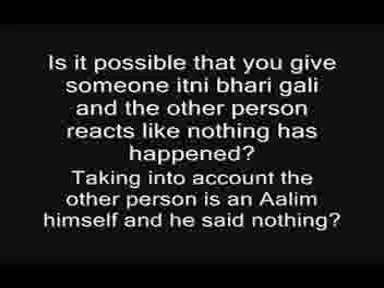 Is it possible that you give
someone itni bhari gali
and the other person
reacts like nothing has
happened?
Taking into account the
other person is an Aalim
himself and he said nothing?